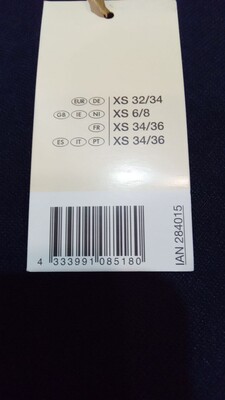 EUR DE XS 32/34
GB IE NI XS 6/8
FR XS 34/36
ES IT PT XS 34/36
IAN 284015
4 333991 085180